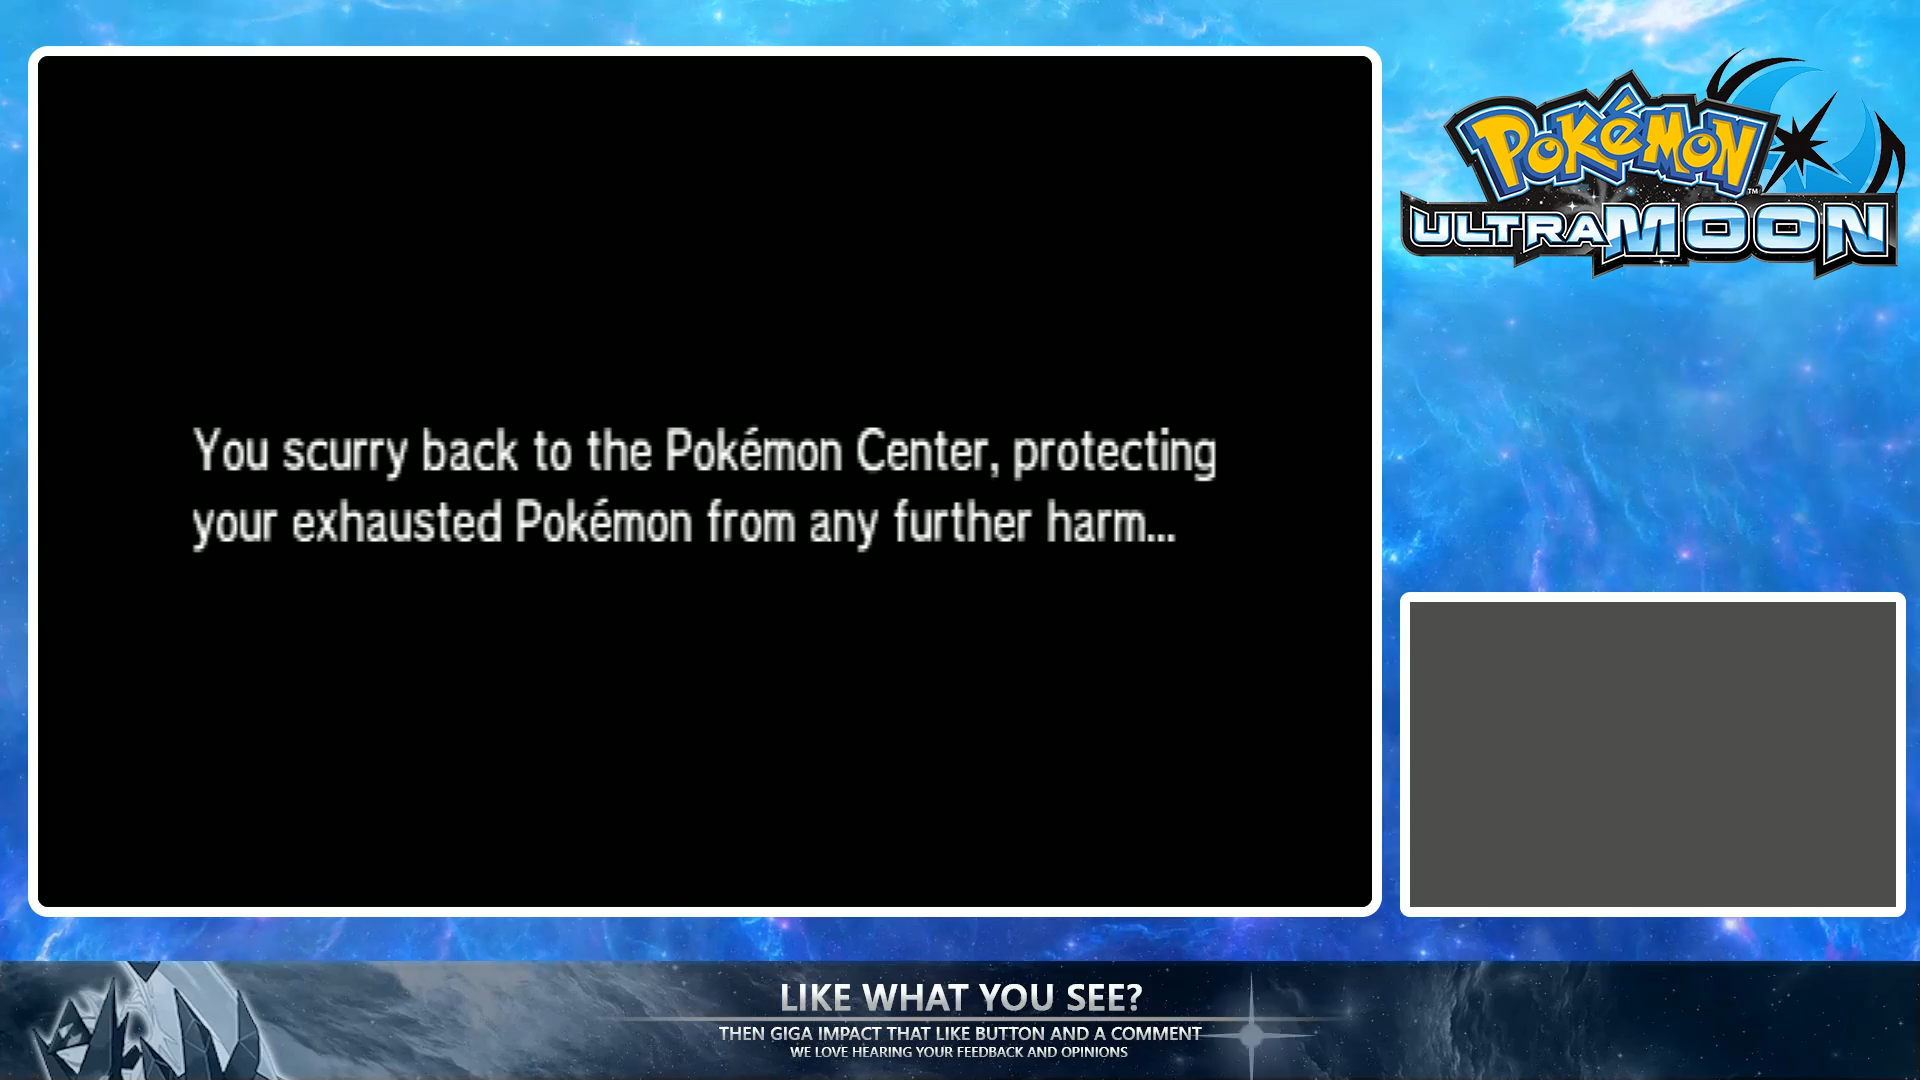 You scurry back to the Pokémon Center, protecting
your exhausted Pokémon from any further harm...
POKÉMON
TM
ULTRA MOON
LIKE WHAT YOU SEE?
THEN GIGA IMPACT THAT LIKE BUTTON AND A COMMENT
WE LOVE HEARING YOUR FEEDBACK AND OPINIONS